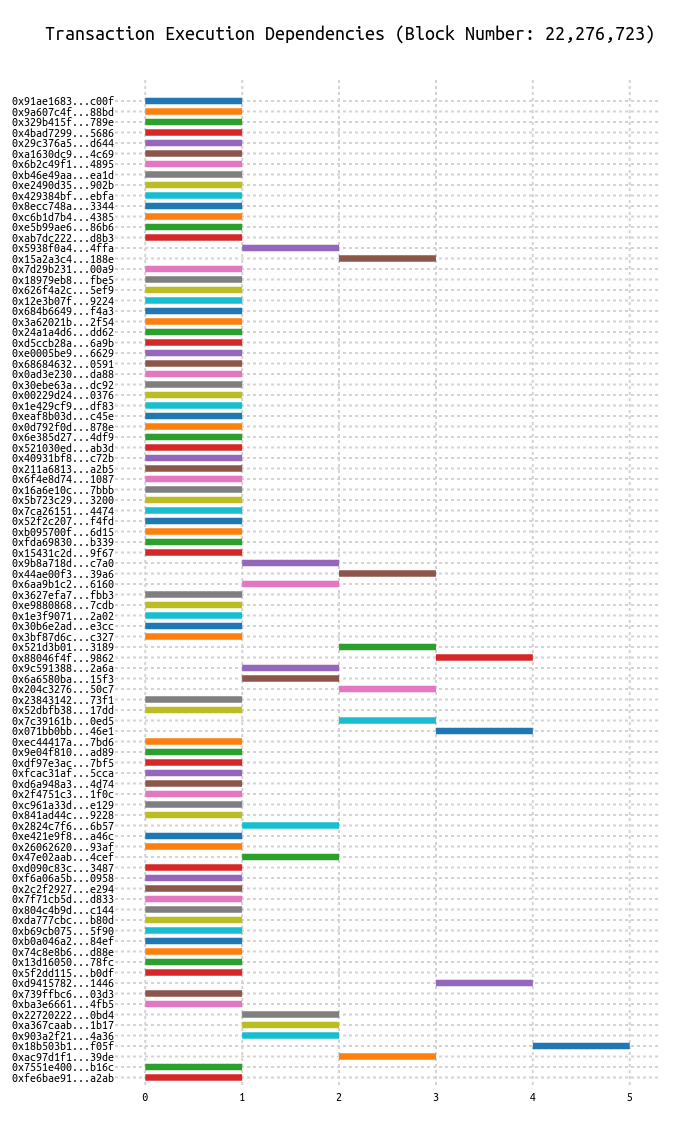 Transaction Execution Dependencies (Block Number: 22,276,723)
0x91ae1683...c00f
0x9a607c4f...88bd
0x329b415f...789e
0x4bad7299...5686
0x29c376a5...d644
0xa1630dc9...4c69
0x6b2c49f1...4895
0xb46e49aa...ea1d
0xe2490d35...902b
0x429384bf...ebfa
0x8ecc748a...3344
0xc6b1d7b4...4385
0xe5b99ae6...86b6
0xab7dc222...d8b3
0x5938f0a4...4ffa
0x15a2a3c4...188e
0x7d29b231...00a9
0x18979eb8...fbe5
0x626f4a2c...5ef9
0x12e3b07f...9224
0x684b6649...f4a3
0x3a62021b...2f54
0x24a1a4d6...dd62
0xd5ccb28a...6a9b
0xe0005be9...6629
0x68684632...0591
0x0ad3e230...da88
0x30ebe63a...dc92
0x00229d24...0376
0x1e429cf9...df83
0xeaf8b03d...c45e
0x0d792f0d...878e
0x6e385d27...4df9
0x521030ed...ab3d
0x40931bf8...c72b
0x211a6813...a2b5
0x6f4e8d74...1087
0x16a6e10c...7bbb
0x5b723c29...3200
0x7ca26151...4474
0x52f2c207...f4fd
0xb095700f...6d15
0xfda69830...b339
0x15431c2d...9f67
0x9b8a718d...c7a0
0x44ae00f3...39a6
0x6aa9b1c2...6160
0x3627efa7...fbb3
0xe9880868...7cdb
0x1e3f9071...2a02
0x30b6e2ad...e3cc
0x3bf87d6c...c327
0x521d3b01...3189
0x88046f4f...9862
0x9c591388...2a6a
0x6a6580ba...15f3
0x204c3276...50c7
0x23843142...73f1
0x52dbfb38...17dd
0x7c39161b...0ed5
0x071bb0bb...46e1
0xec44417a...7bd6
0x9e04f810...ad89
0xdf97e3ac...7bf5
0xfcac31af...5cca
0xd6a948a3...4d74
0x2f4751c3...1f0c
0xc961a33d...e129
0x841ad44c...9228
0x2824c7f6...6b57
0xe421e9f8...a46c
0x26062620...93af
0x47e02aab...4cef
0xd090c83c...3487
0xf6a06a5b...0958
0x2c2f2927...e294
0x7f71cb5d...d833
0x804c4b9d...c144
0xda777cbc...b80d
0xb69cb075...5f90
0xb0a046a2...84ef
0x74c8e8b6...d88e
0x13d16050...78fc
0x5f2dd115...b0df
0xd9415782...1446
0x739ffbc6...03d3
0xba3e6661...4fb5
0x22720222...0bd4
0xa367caab...1b17
0x903a2f21...4a36
0x18b503b1...f05f
0xac97d1f1...39de
0x7551e400...b16c
0xfe6bae91...a2ab
0 1 2 3 4 5